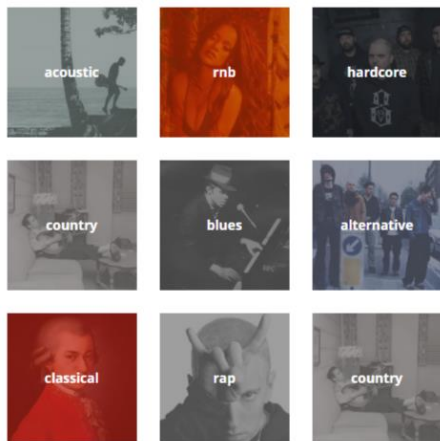 acoustic
rnb
hardcore
country
blues
alternative
classical
rap
country